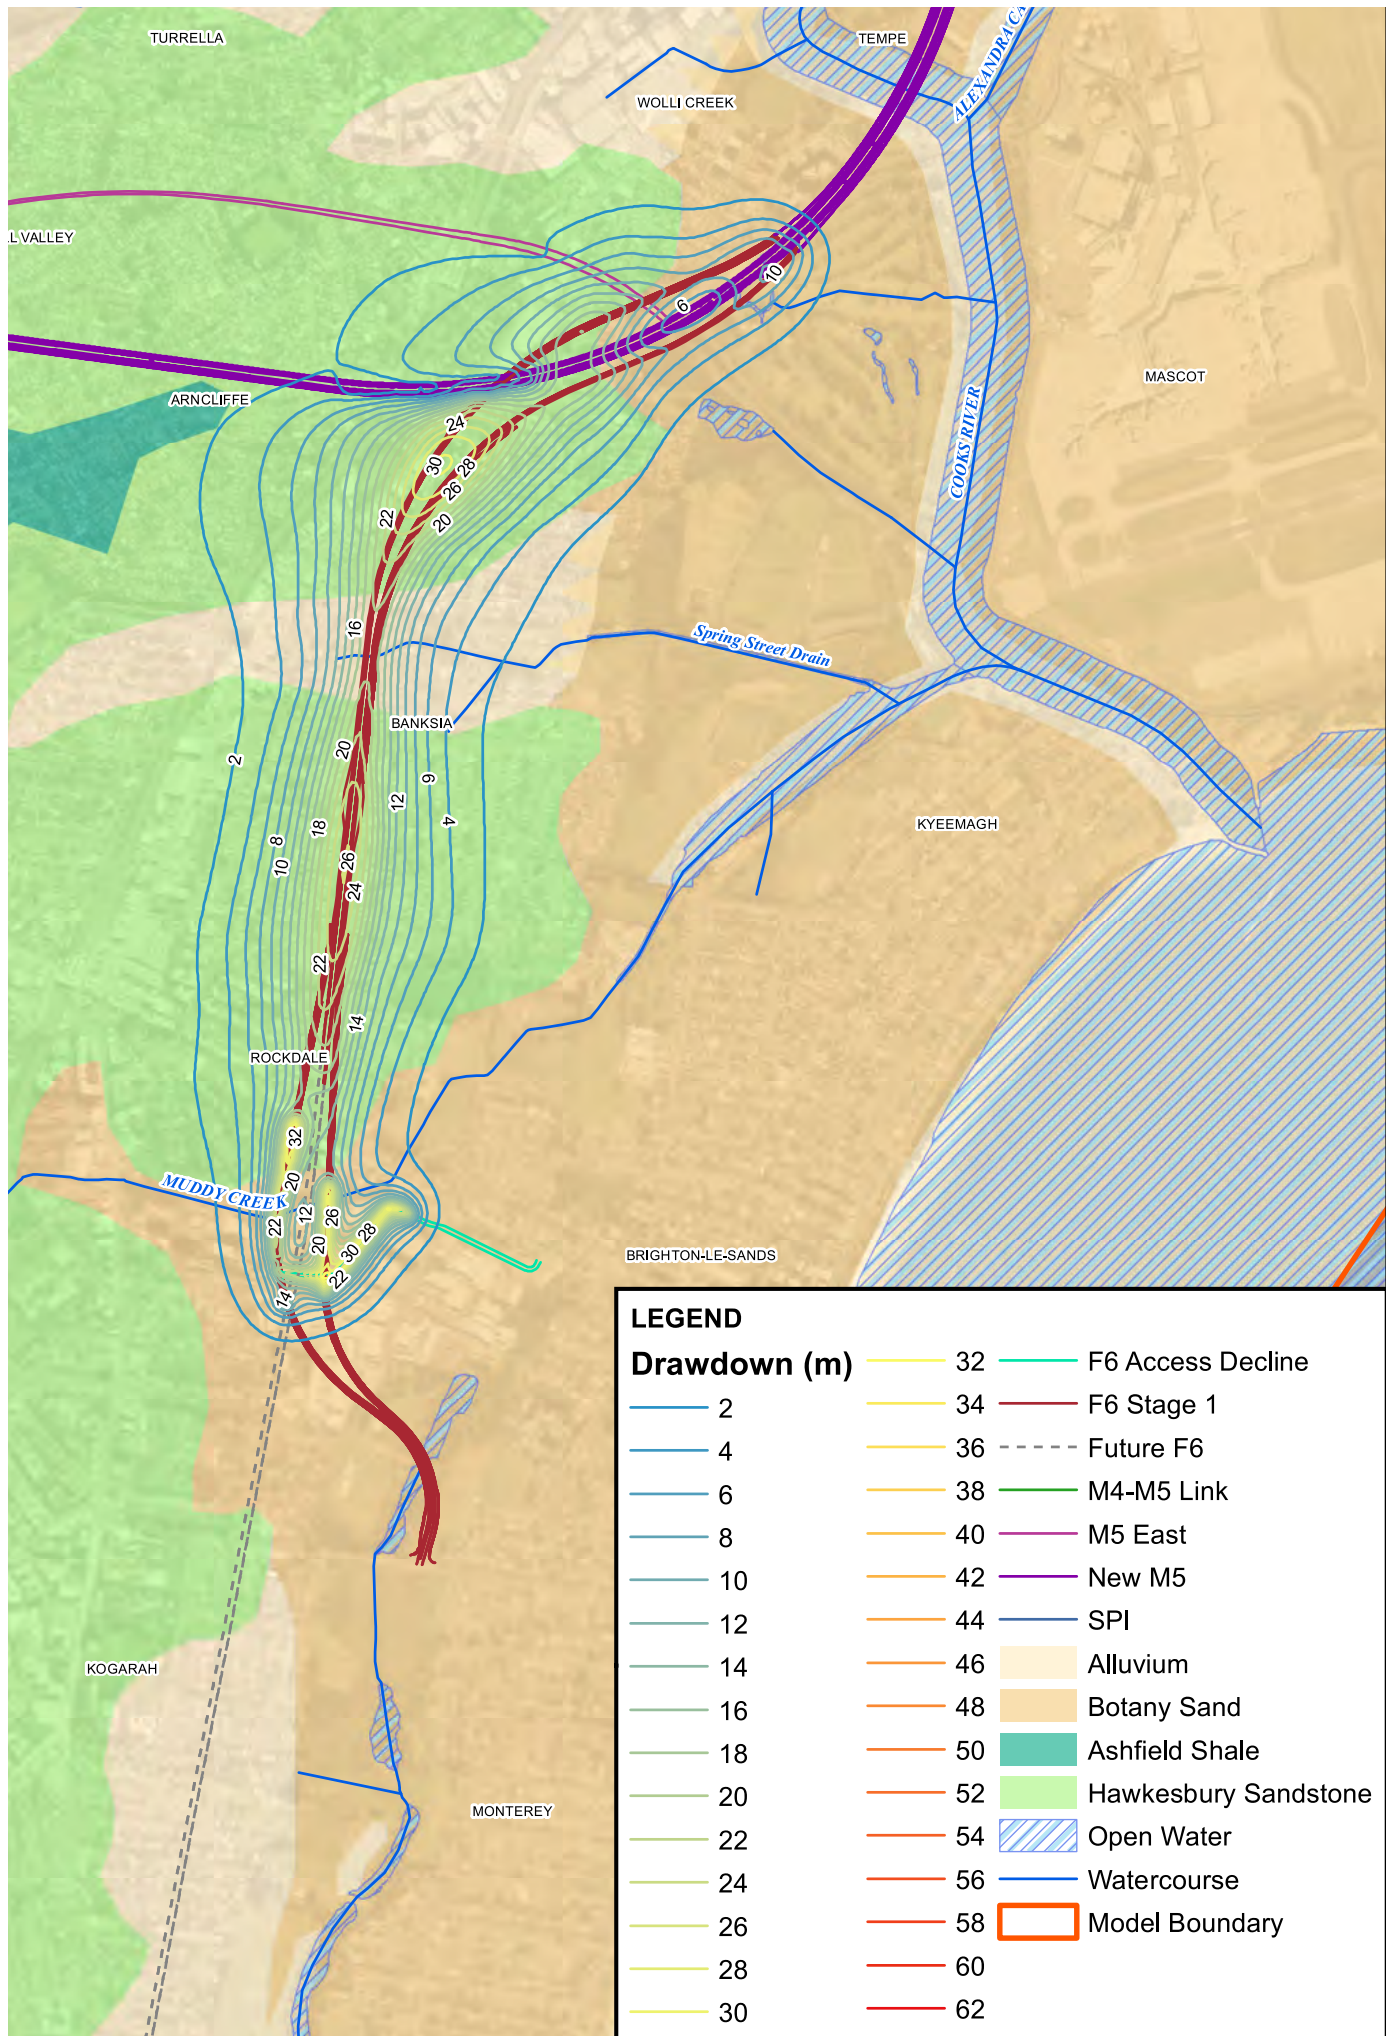 TURRELLA
TEMPE
ALEXANDRA CA
WOLLI CREEK
LL VALLEY
10
6
MASCOT
ARNCLIFFE
24
30
28
26
22
20
COOKS RIVER
16
Spring Street Drain
BANKSIA
20
2
6
12
18
4
KYEEMAGH
8
10
26
24
22
14
ROCKDALE
32
20
MUDDY CREEK
12
26
22
20
28
30
22
14
BRIGHTON-LE-SANDS
KOGARAH
MONTEREY
LEGEND
Drawdown (m)
2
4
6
8
10
12
14
16
18
20
22
24
26
28
30
32
34
36
38
40
42
44
46
48
50
52
54
56
58
60
62
F6 Access Decline
F6 Stage 1
Future F6
M4-M5 Link
M5 East
New M5
SPI
Alluvium
Botany Sand
Ashfield Shale
Hawkesbury Sandstone
Open Water
Watercourse
Model Boundary